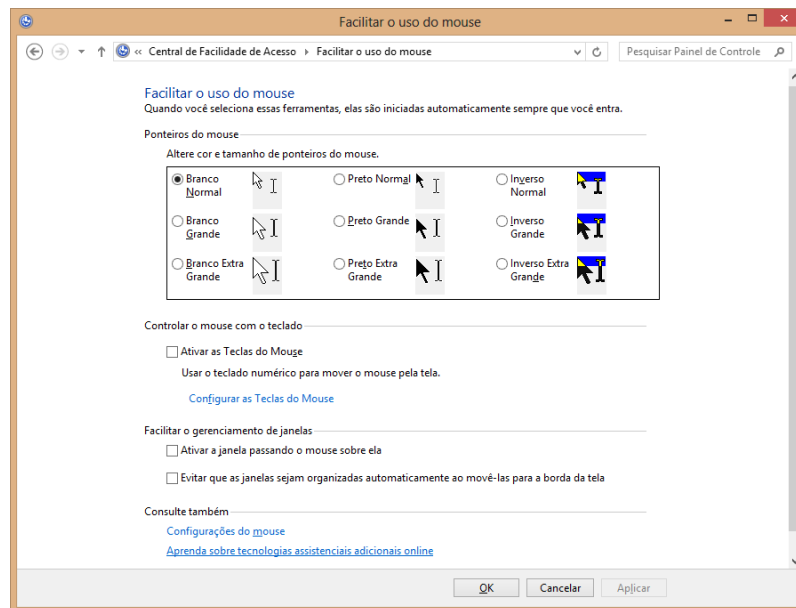 Facilitar o uso do mouse
« Central de Facilidade de Acesso Facilitar o uso do mouse Pesquisar Painel de Controle
Facilitar o uso do mouse
Quando você seleciona essas ferramentas, elas são iniciadas automaticamente sempre que você entra.
Ponteiros do mouse
Altere cor e tamanho de ponteiros do mouse.
Branco Normal
Preto Normal
Inverso Normal
Branco Grande
Preto Grande
Inverso Grande
Branco Extra Grande
Preto Extra Grande
Inverso Extra Grande
Controlar o mouse com o teclado
Ativar as Teclas do Mouse
Usar o teclado numérico para mover o mouse pela tela.
Configurar as Teclas do Mouse
Facilitar o gerenciamento de janelas
Ativar a janela passando o mouse sobre ela
Evitar que as janelas sejam organizadas automaticamente ao movê-las para a borda da tela
Consulte também
Configurações do mouse
Aprenda sobre tecnologias assistenciais adicionais online
OK Cancelar Aplicar